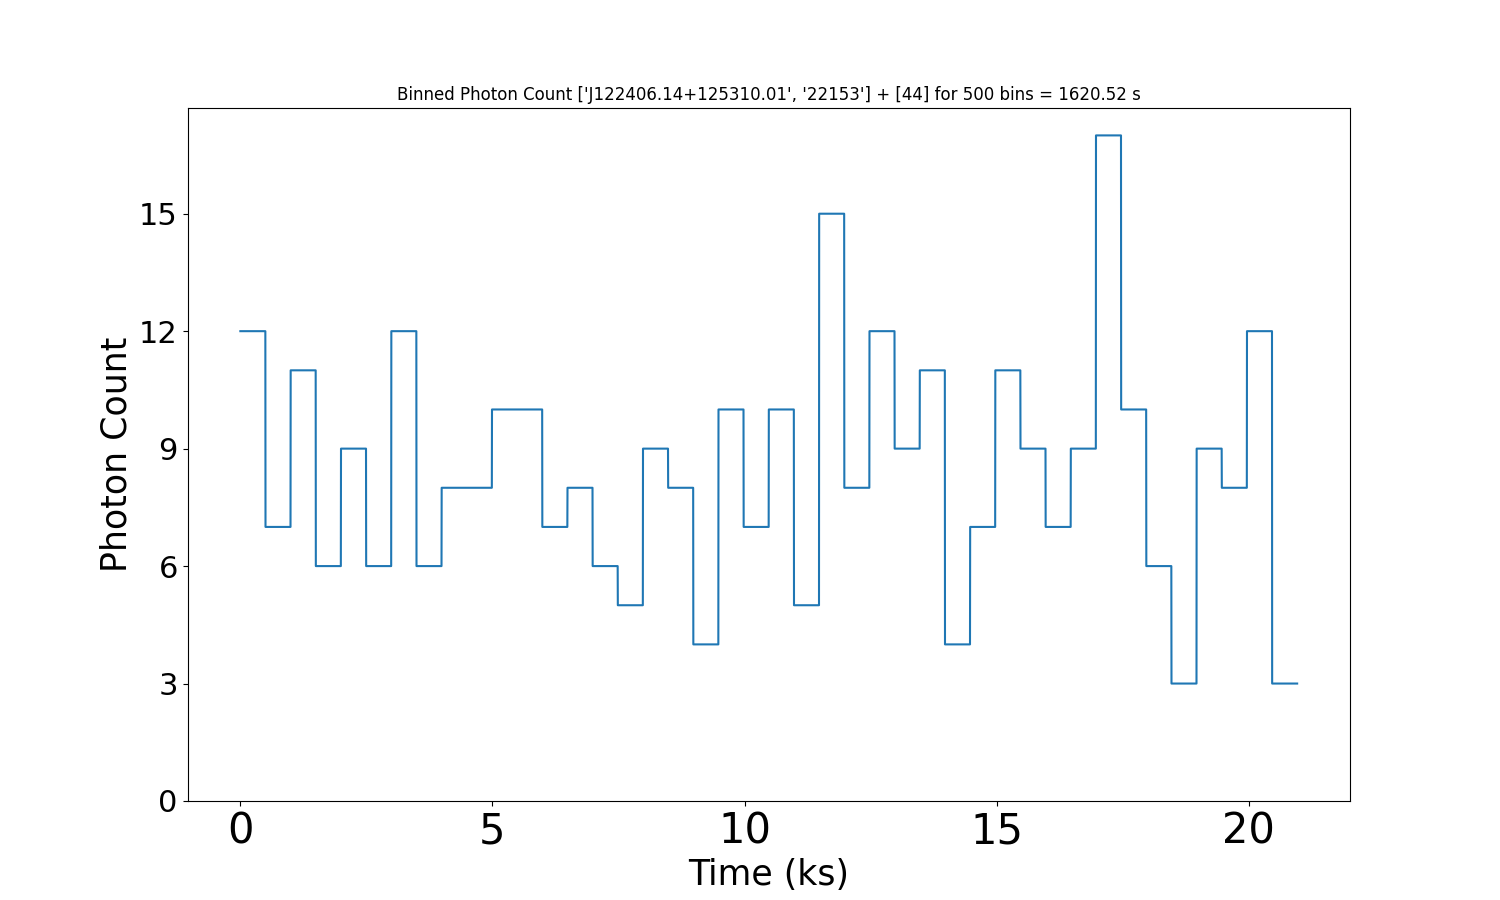 Binned Photon Count ['J122406.14+125310.01', '22153'] + [44] for 500 bins = 1620.52 s
15
12
9
6
3
0
Photon Count
0 5 10 15 20
Time (ks)